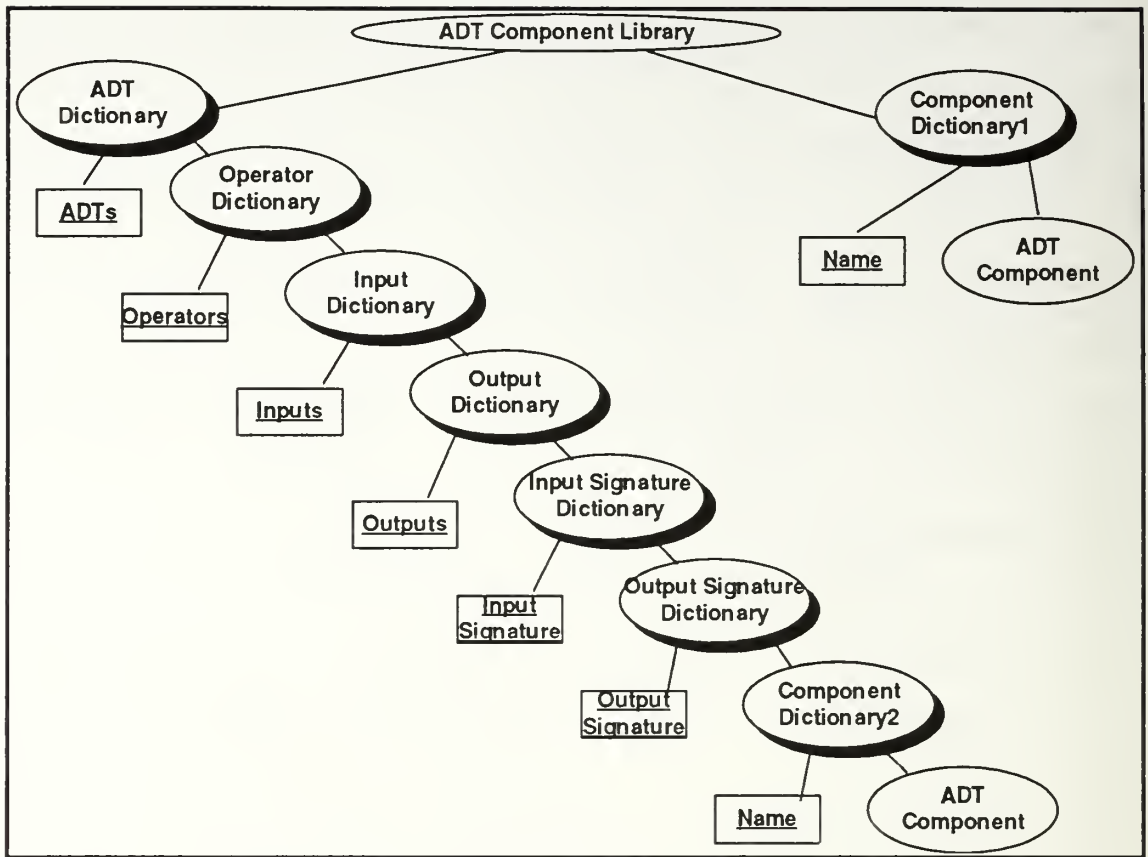 ADT Component Library
ADT
Dictionary
Component
Dictionary1
ADTs
Operator
Dictionary
Name
ADT
Component
Operators
Input
Dictionary
Inputs
Output
Dictionary
Outputs
Input Signature
Dictionary
Input
Signature
Output Signature
Dictionary
Output
Signature
Component
Dictionary2
Name
ADT
Component